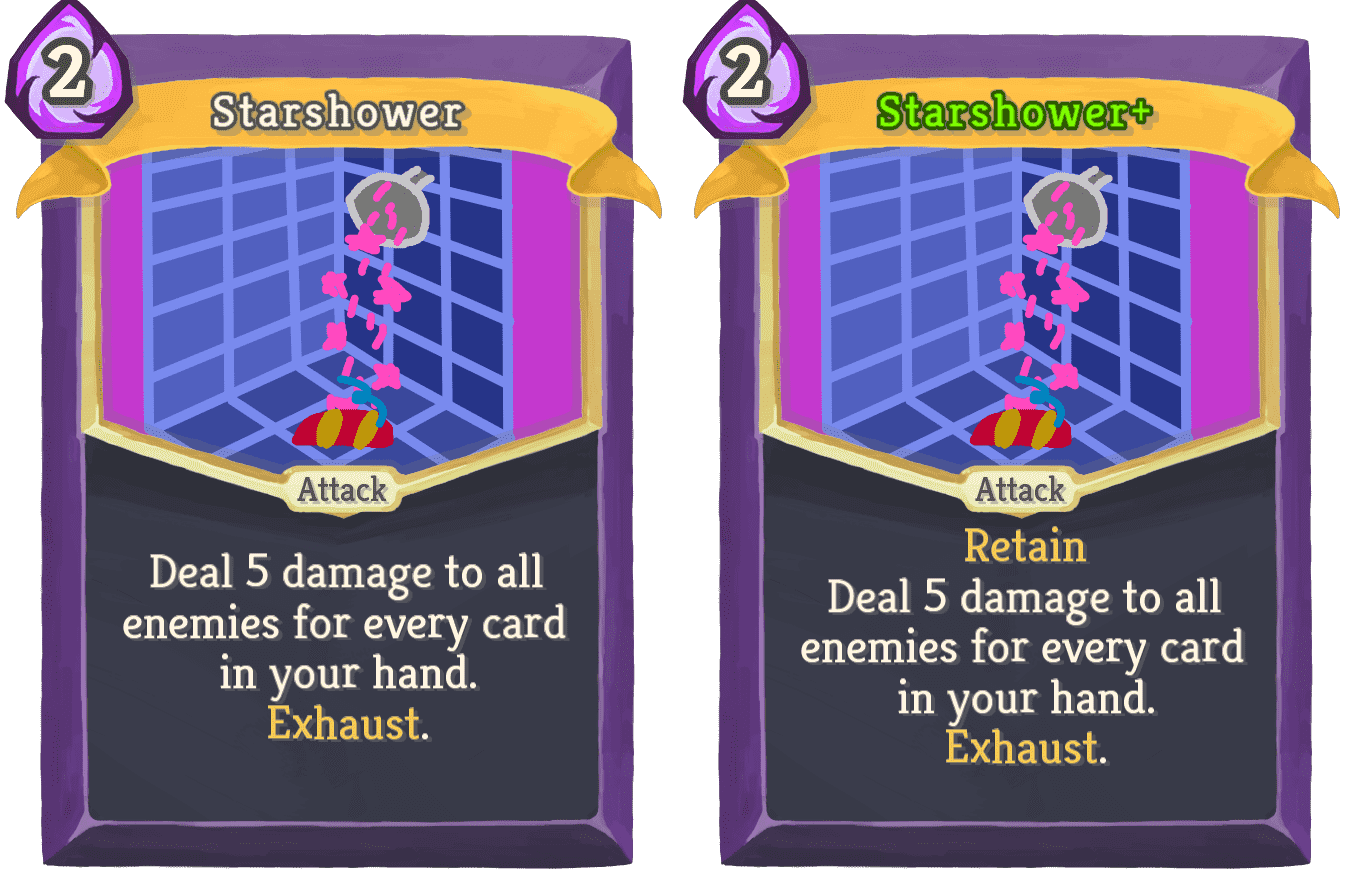 2
Starshower
Attack
Deal 5 damage to all
enemies for every card
in your hand.
Exhaust.
2
Starshower+
Attack
Retain
Deal 5 damage to all
enemies for every card
in your hand.
Exhaust.